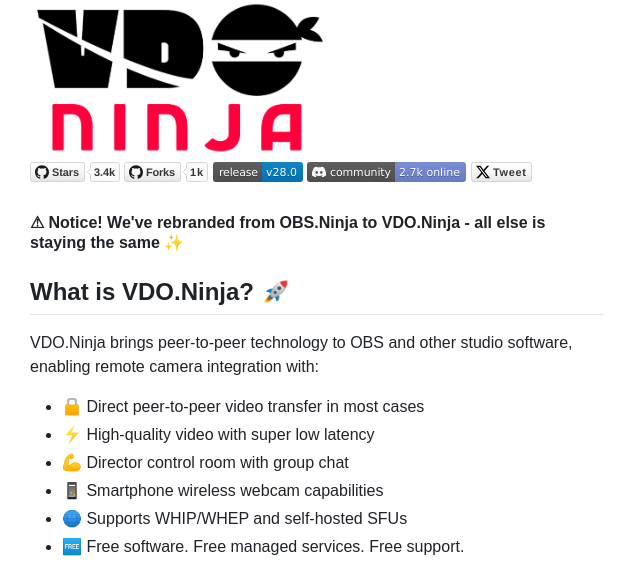 VDO
NINJA
Stars 3.4k Forks 1k release v28.0 community 2.7k online Tweet
⚠ Notice! We've rebranded from OBS.Ninja to VDO.Ninja - all else is
staying the same ✨
What is VDO.Ninja? 🚀
VDO.Ninja brings peer-to-peer technology to OBS and other studio software,
enabling remote camera integration with:
• 🔒 Direct peer-to-peer video transfer in most cases
• ⚡ High-quality video with super low latency
• 💪 Director control room with group chat
• 📱 Smartphone wireless webcam capabilities
• 🌐 Supports WHIP/WHEP and self-hosted SFUs
• 🆓 Free software. Free managed services. Free support.